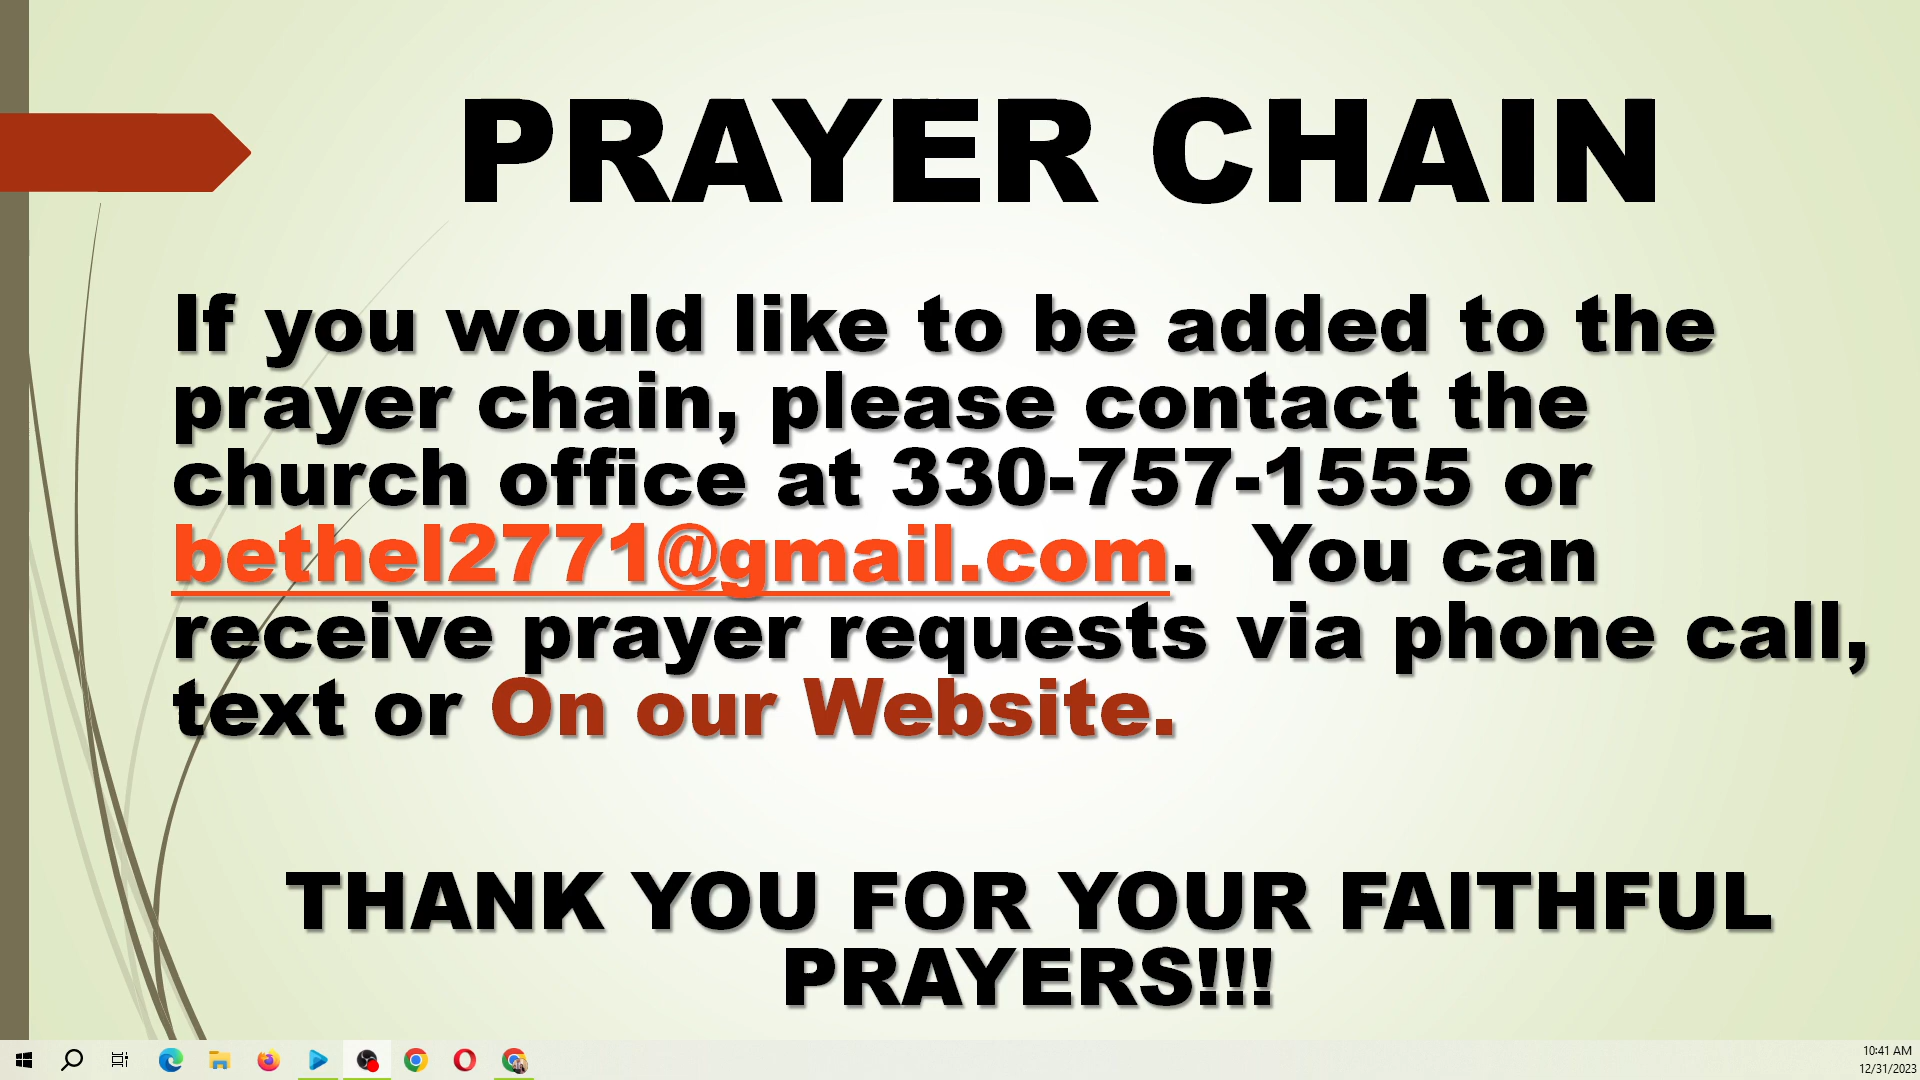 PRAYER CHAIN
If you would like to be added to the
prayer chain, please contact the
church office at 330-757-1555 or
bethel2771@gmail.com.  You can
receive prayer requests via phone call,
text or On our Website.
THANK YOU FOR YOUR FAITHFUL
PRAYERS!!!
10:41 AM
12/31/2023